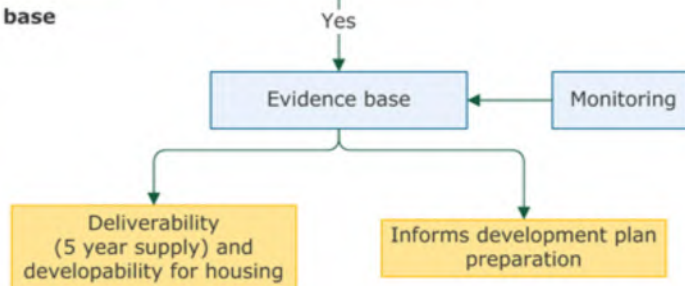 base
Yes
Evidence base
Monitoring
Deliverability
(5 year supply) and
developability for housing
Informs development plan
preparation